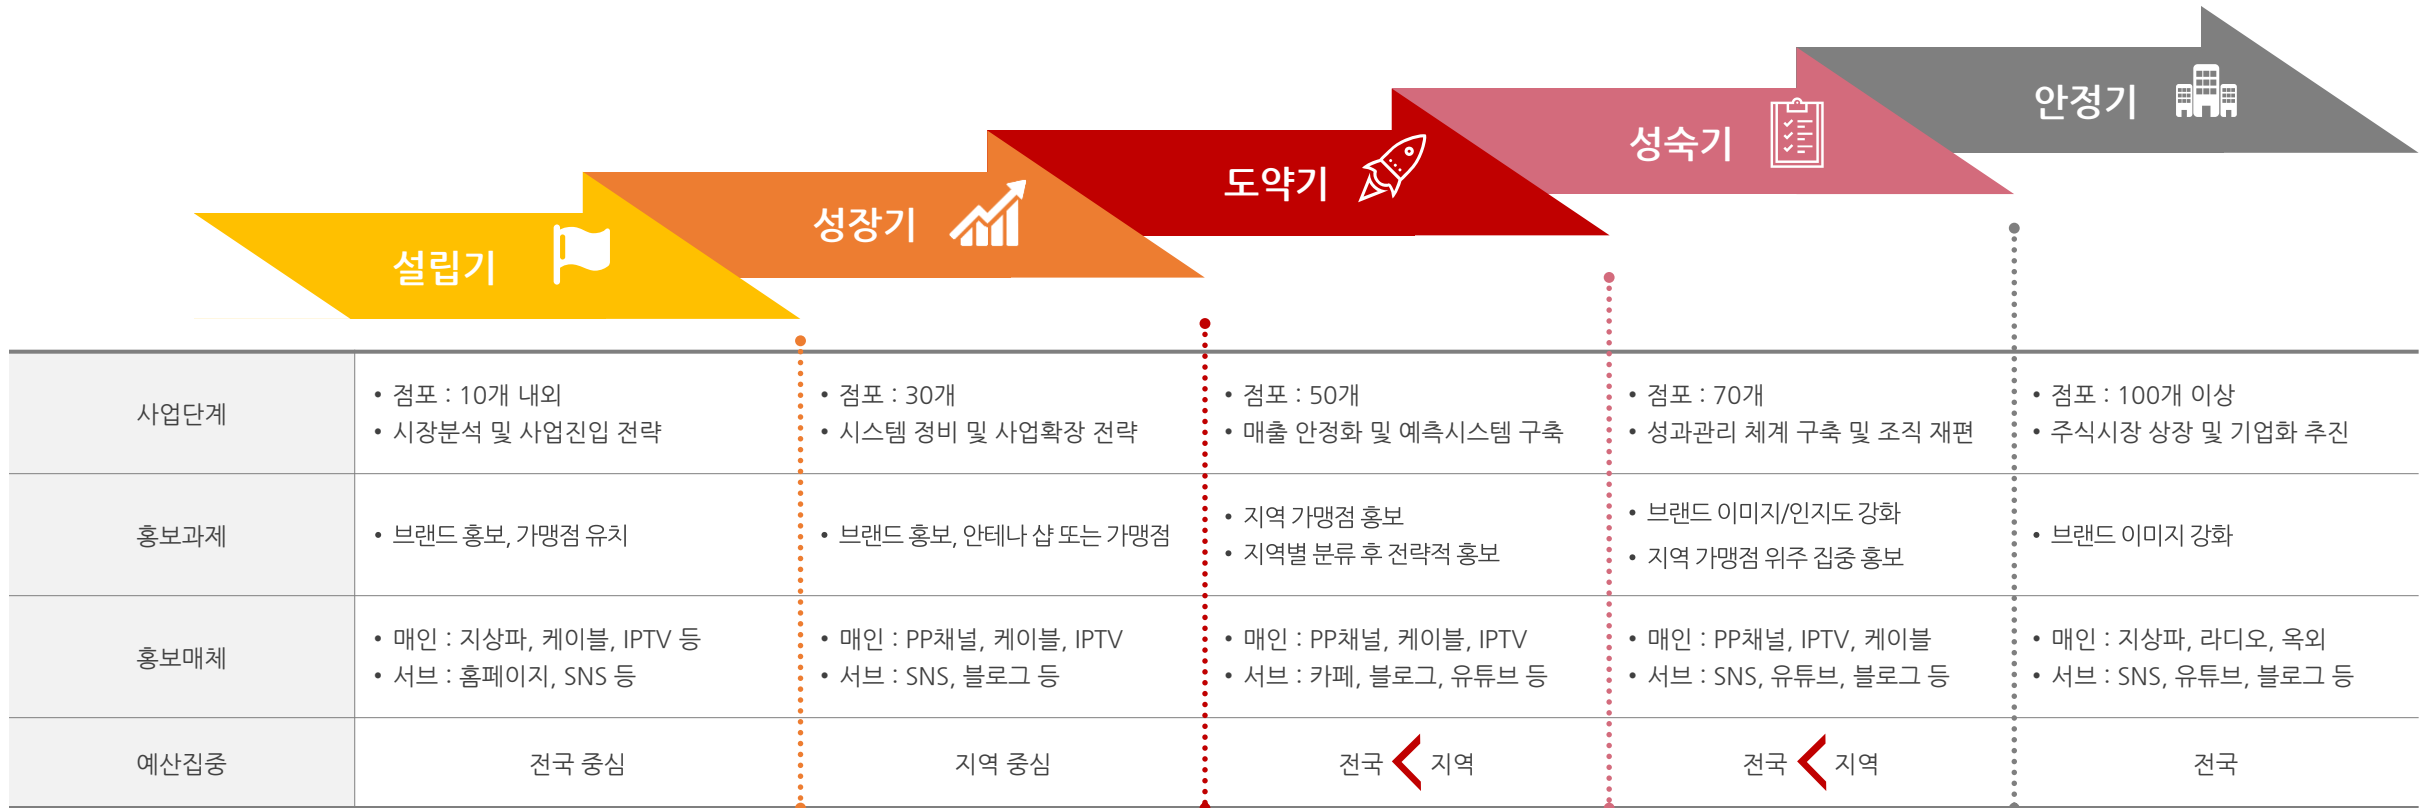 설립기
성장기
도약기
성숙기
안정기
사업단계
• 점포 : 10개 내외
• 시장분석 및 사업진입 전략
• 점포 : 30개
• 시스템 정비 및 사업확장 전략
• 점포 : 50개
• 매출 안정화 및 예측시스템 구축
• 점포 : 70개
• 성과관리 체계 구축 및 조직 재편
• 점포 : 100개 이상
• 주식시장 상장 및 기업화 추진
홍보과제
• 브랜드 홍보, 가맹점 유치
• 브랜드 홍보, 안테나 샵 또는 가맹점
• 지역 가맹점 홍보
• 지역별 분류 후 전략적 홍보
• 브랜드 이미지/인지도 강화
• 지역 가맹점 위주 집중 홍보
• 브랜드 이미지 강화
홍보매체
• 매인 : 지상파, 케이블, IPTV 등
• 서브 : 홈페이지, SNS 등
• 매인 : PP채널, 케이블, IPTV
• 서브 : SNS, 블로그 등
• 매인 : PP채널, 케이블, IPTV
• 서브 : 카페, 블로그, 유튜브 등
• 매인 : PP채널, IPTV, 케이블
• 서브 : SNS, 유튜브, 블로그 등
• 매인 : 지상파, 라디오, 옥외
• 서브 : SNS, 유튜브, 블로그 등
예산집중
전국 중심
지역 중심
전국 < 지역
전국 < 지역
전국